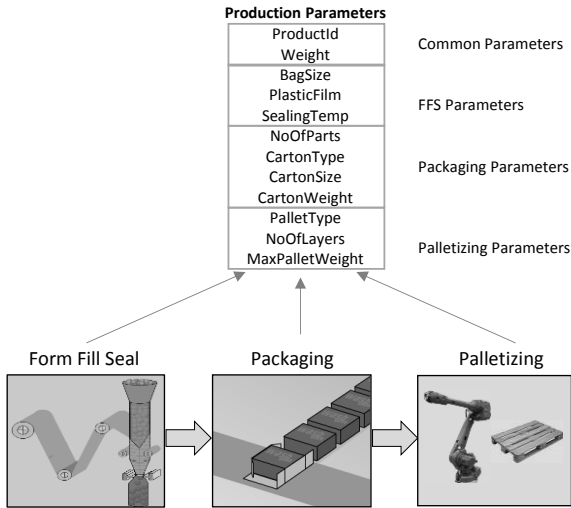 Production Parameters
ProductId
Weight
Common Parameters
BagSize
PlasticFilm
SealingTemp
FFS Parameters
NoOfParts
CartonType
CartonSize
CartonWeight
Packaging Parameters
PalletType
NoOfLayers
MaxPalletWeight
Palletizing Parameters
Form Fill Seal
Packaging
Palletizing